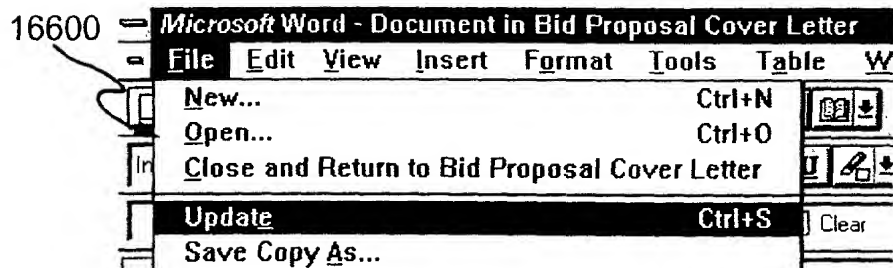 16600
Microsoft Word - Document in Bid Proposal Cover Letter
File Edit View Insert Format Tools Table W
New... Ctrl+N
Open... Ctrl+O
In Close and Return to Bid Proposal Cover Letter U
Update Ctrl+S Clear
Save Copy As...